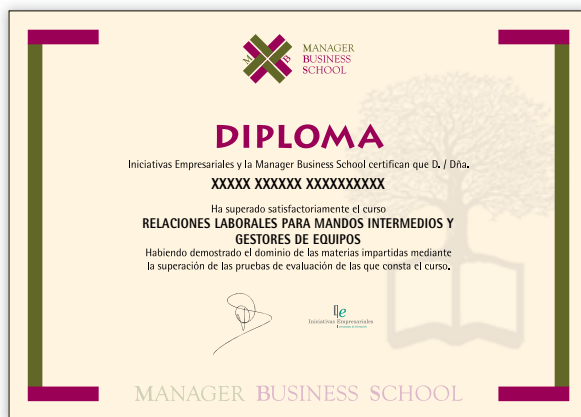 M B
MANAGER
BUSINESS
SCHOOL
DIPLOMA
Iniciativas Empresariales y la Manager Business School certifican que D. / Dña.
XXXXX XXXXXX XXXXXXXXXX
Ha superado satisfactoriamente el curso
RELACIONES LABORALES PARA MANDOS INTERMEDIOS Y
GESTORES DE EQUIPOS
Habiendo demostrado el dominio de las materias impartidas mediante
la superación de las pruebas de evaluación de las que consta el curso.
Ie
Iniciativas Empresariales
MANAGER BUSINESS SCHOOL